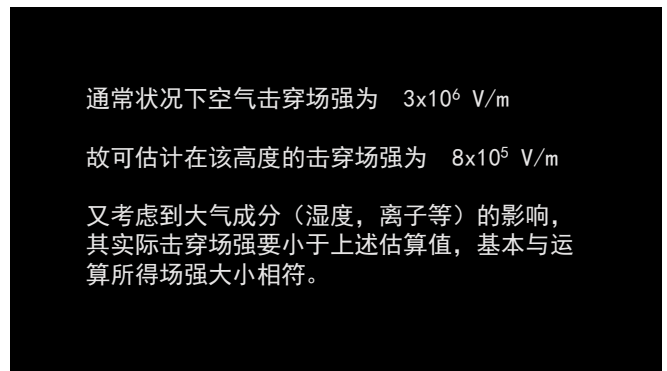 通常状况下空气击穿场强为 3x10⁶ V/m
故可估计在该高度的击穿场强为 8x10⁵ V/m
又考虑到大气成分（湿度，离子等）的影响，
其实际击穿场强要小于上述估算值，基本与运
算所得场强大小相符。